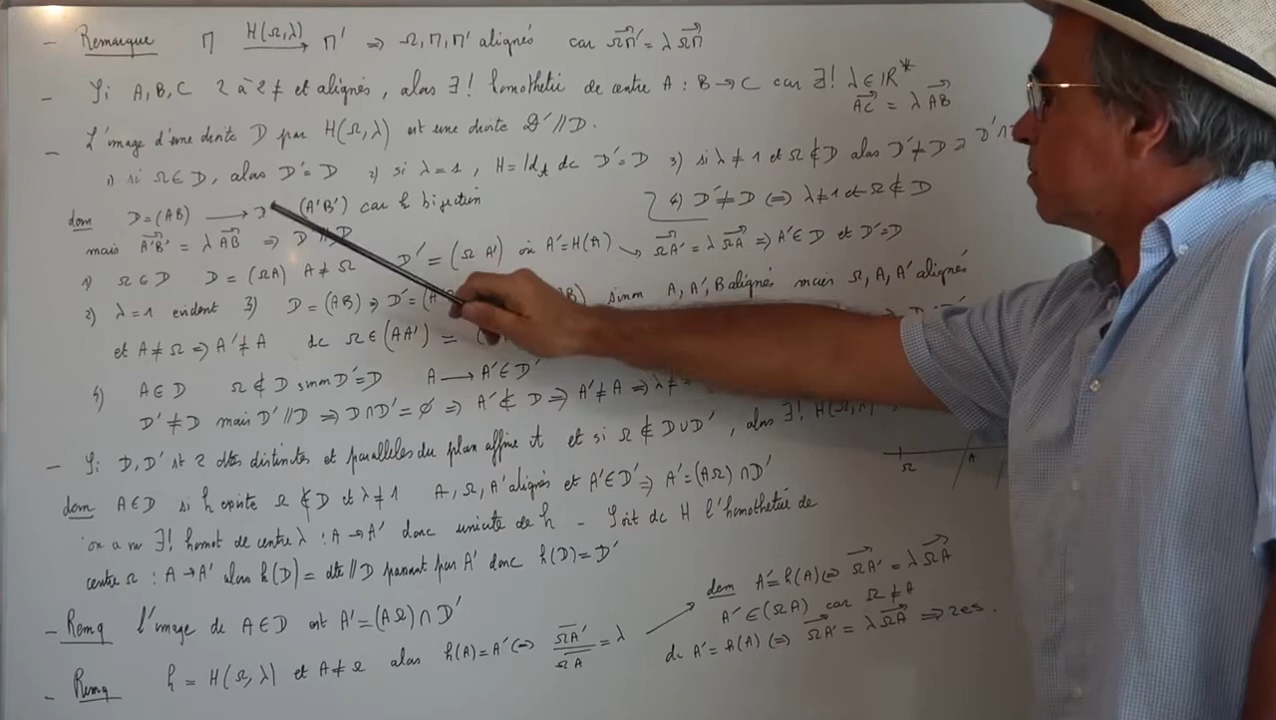 - Remarque M H(Ω,λ) → M' ⇒ Ω, M, M' alignés car ΩM' = λ ΩM
- Si A, B, C 2 à 2 ≠ et alignés, alors ∃! homothétie de centre A : B → C car ∃! λ ∈ IR* AC = λ AB
- L'image d'une droite D par H(Ω,λ) est une droite D' // D.
1) si Ω ∈ D, alors D' = D 2) si λ = 1, H = Id dc D' = D 3) si λ ≠ 1 et Ω ∉ D alors D' ≠ D
4) D' ≠ D ⇔ λ ≠ 1 et Ω ∉ D
dem D = (AB) → D' (A'B') car h bijection
mais A'B' = λ AB ⇒ D' // D
1) Ω ∈ D D = (ΩA) A ≠ Ω D' = (Ω A') où A' = H(A) ↘ ΩA' = λ ΩA ⇒ A' ∈ D et D' = D
2) λ = 1 evident 3) D = (AB) ⇒ D' = (A' AB) sinon A, A', B alignés mais Ω, A, A' alignés
et A ≠ Ω ⇒ A' ≠ A dc Ω ∈ (AA') =
4) A ∈ D Ω ∉ D sinon D' = D A → A' ∈ D'
D' ≠ D mais D' // D ⇒ D ∩ D' = ∅ ⇒ A' ∉ D ⇒ A' ≠ A ⇒ λ ≠
- Si D, D' st 2 dtes distinctes et parallèles du plan affine A et si Ω ∉ D ∪ D', alors ∃! H(Ω,λ)
Ω A
dem A ∈ D si h existe Ω ∉ D et λ ≠ 1 A, Ω, A' alignés et A' ∈ D' ⇒ A' = (AΩ) ∩ D'
on a vu ∃! homot de centre λ : A → A' donc unicité de h - Soit dc H l'homothétie de
centre Ω : A → A' alors h(D) = dte // D passant par A' donc h(D) = D'
- Remq l'image de A ∈ D est A' = (AΩ) ∩ D'
- Remq h = H(Ω,λ) et A ≠ Ω alors h(A) = A' ⇔ ΩA' / ΩA = λ
dem A' = h(A) ⇔ ΩA' = λ ΩA
A' ∈ (ΩA) car Ω ≠ A
dc A' = h(A) ⇔ ΩA' = λ ΩA ⇒ res.